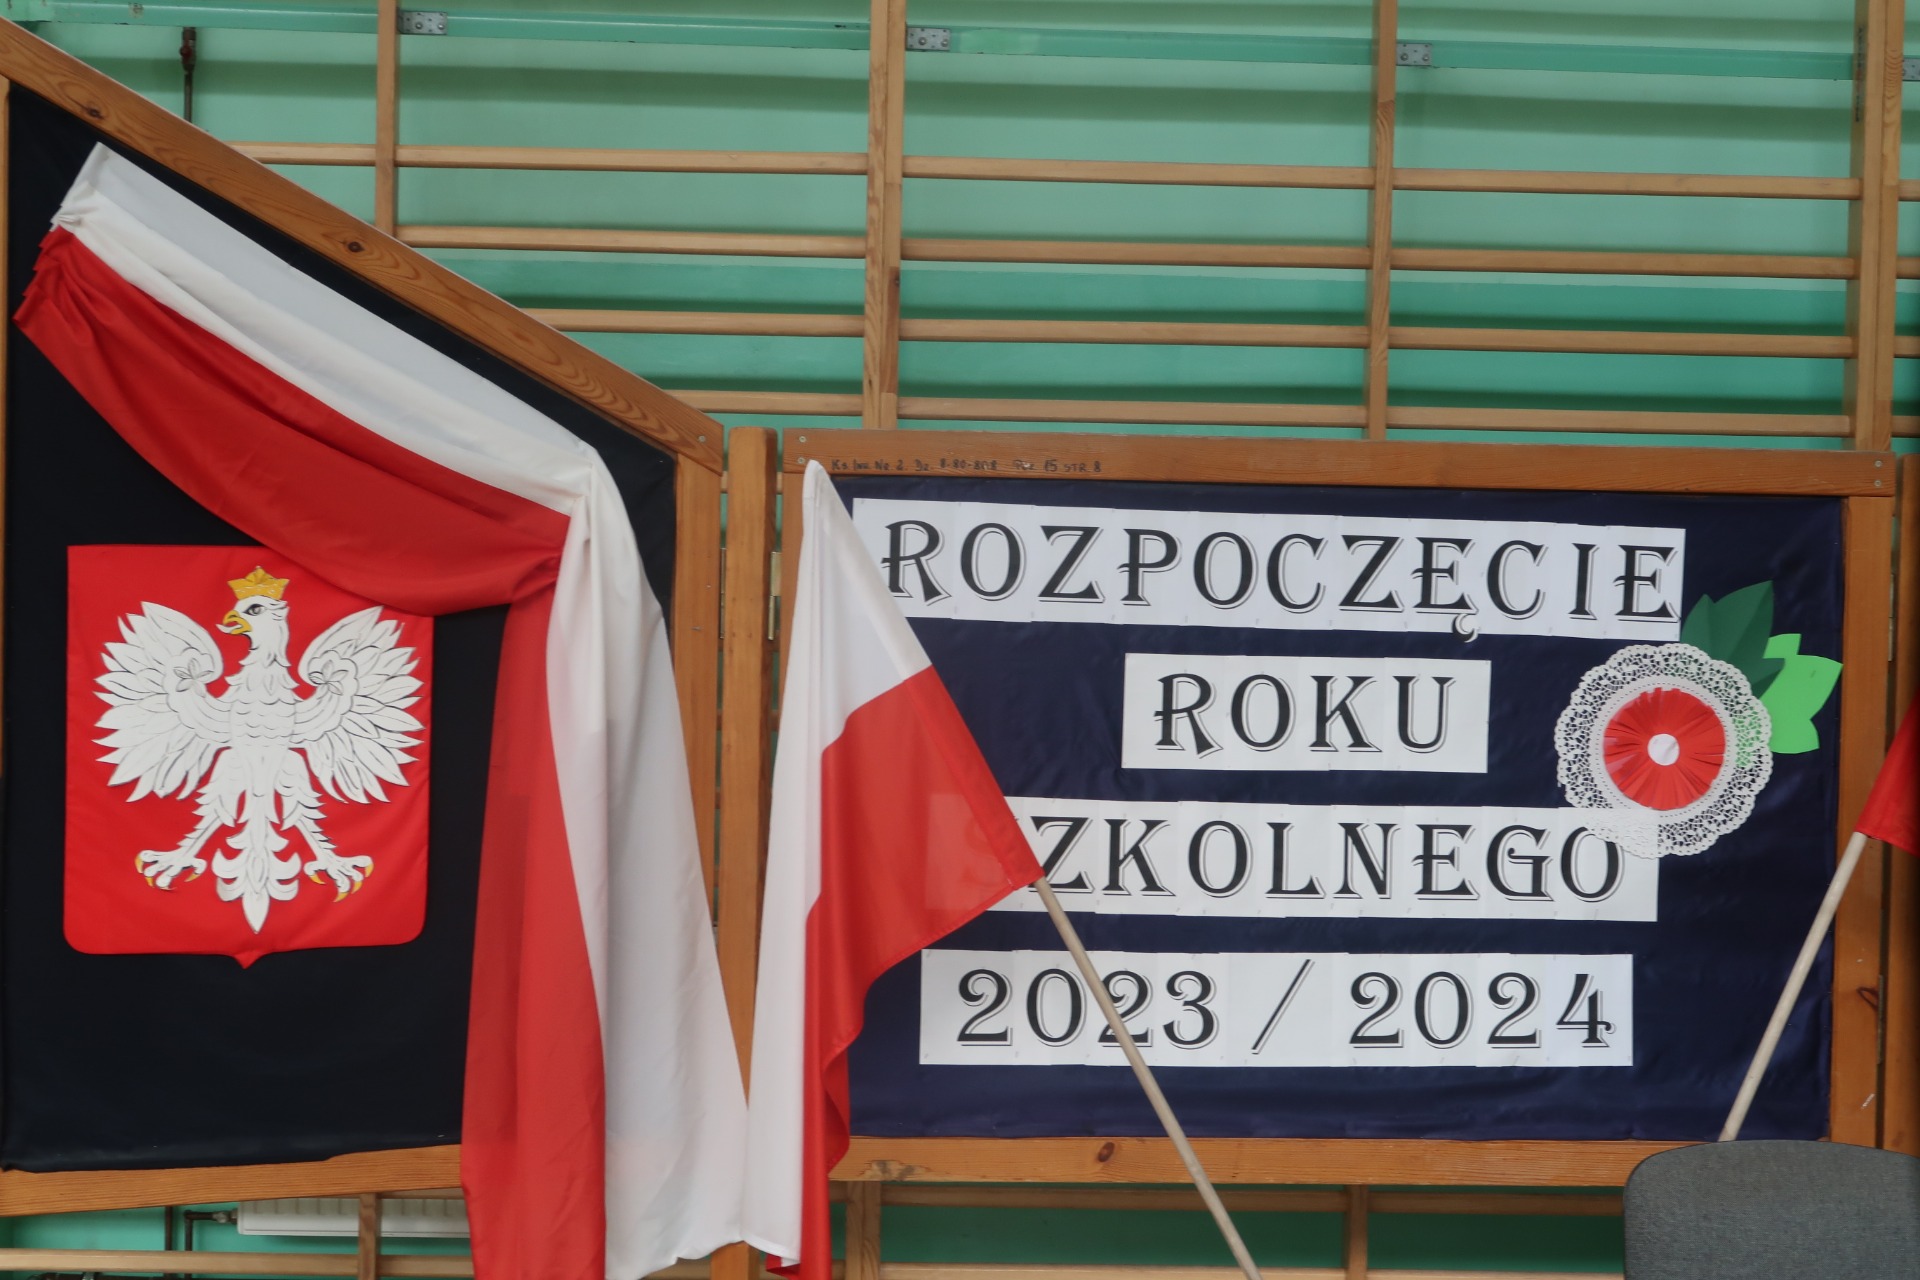 ROZPOCZĘCIE
ROKU
SZKOLNEGO
2023 / 2024